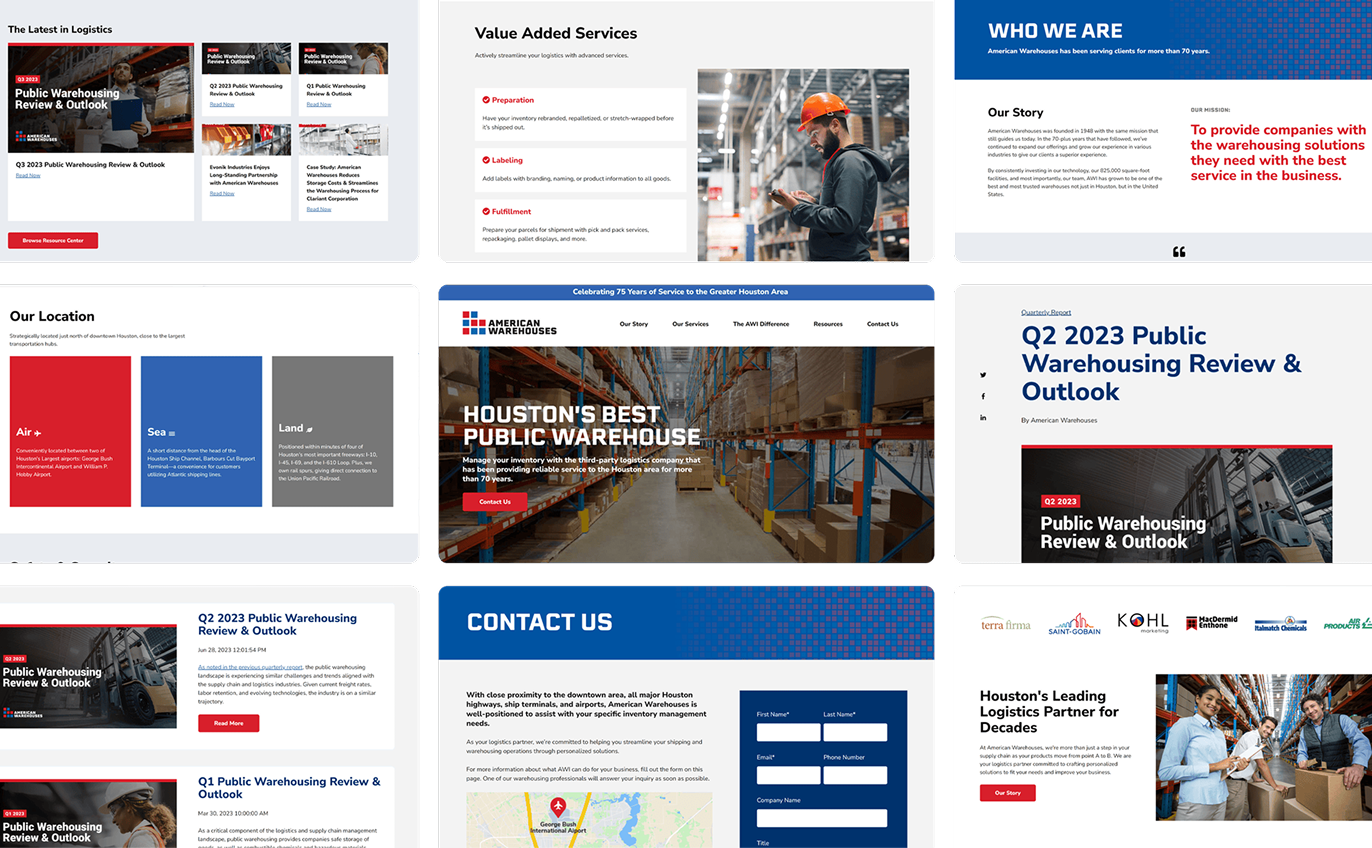 The Latest in Logistics
Q3 2023
Public Warehousing
Review & Outlook
AMERICAN
WAREHOUSES
Q3 2023 Public Warehousing Review & Outlook
Read Now
Public Warehousing
Review & Outlook
Q2 2023 Public Warehousing
Review & Outlook
Read Now
Public Warehousing
Review & Outlook
Q1 Public Warehousing
Review & Outlook
Read Now
Evonik Industries Enjoys
Long-Standing Partnership
with American Warehouses
Read Now
Case Study: American
Warehouses Reduces
Storage Costs & Streamlines
the Warehousing Process for
Clariant Corporation
Read Now
Browse Resource Center
Value Added Services
Actively streamline your logistics with advanced services.
Preparation
Have your inventory rebranded, repalletized, or stretch-wrapped before
it's shipped out.
Labeling
Add labels with branding, naming, or product information to all goods.
Fulfillment
Prepare your parcels for shipment with pick and pack services,
repackaging, pallet displays, and more.
WHO WE ARE
American Warehouses has been serving clients for more than 70 years.
Our Story
American Warehouses was founded in 1948 with the same mission that
still guides us today. In the 70-plus years that have followed, we've
continued to expand our offerings and grow our experience in various
industries to give our clients a superior experience.
By consistently investing in our technology, our 825,000 square-foot
facilities, and most importantly, our team, AWI has grown to be one of the
best and most trusted warehouses not just in Houston, but in the United
States.
OUR MISSION:
To provide companies with
the warehousing solutions
they need with the best
service in the business.
Our Location
Strategically located just north of downtown Houston, close to the largest
transportation hubs.
Air
Conveniently located between two of
Houston's Largest airports: George Bush
Intercontinental Airport and William P.
Hobby Airport.
Sea
A short distance from the head of the
Houston Ship Channel, Barbours Cut Bayport
Terminal—a convenience for customers
utilizing Atlantic shipping lines.
Land
Positioned within minutes of four of
Houston's most important freeways: I-10,
I-45, I-69, and the I-610 Loop. Plus, we
own rail spurs, giving direct connection to
the Union Pacific Railroad.
Celebrating 75 Years of Service to the Greater Houston Area
AMERICAN
WAREHOUSES
Our Story
Our Services
The AWI Difference
Resources
Contact Us
HOUSTON'S BEST
PUBLIC WAREHOUSE
Manage your inventory with the third-party logistics company that
has been providing reliable service to the Houston area for more
than 70 years.
Contact Us
Quarterly Report
Q2 2023 Public
Warehousing Review &
Outlook
By American Warehouses
Q2 2023
Public Warehousing
Review & Outlook
Q2 2023
Public Warehousing
Review & Outlook
AMERICAN
WAREHOUSES
Q2 2023 Public Warehousing
Review & Outlook
Jun 28, 2023 12:01:54 PM
As noted in the previous quarterly report, the public warehousing
landscape is experiencing similar challenges and trends aligned with
the supply chain and logistics industries. Given current freight rates,
labor retention, and evolving technologies, the industry is on a similar
trajectory.
Read More
Q1 2023
Public Warehousing
Review & Outlook
Q1 Public Warehousing Review &
Outlook
Mar 30, 2023 10:00:00 AM
As a critical component of the logistics and supply chain management
landscape, public warehousing provides companies safe storage of
CONTACT US
With close proximity to the downtown area, all major Houston
highways, ship terminals, and airports, American Warehouses is
well-positioned to assist with your specific inventory management
needs.
As your logistics partner, we're committed to helping you streamline your shipping and
warehousing operations through personalized solutions.
For more information about what AWI can do for your business, fill out the form on this
page. One of our warehousing professionals will answer your inquiry as soon as possible.
George Bush
International Aiport
First Name*
Last Name*
Email*
Phone Number
Company Name
Title
terra firma
SAINT-GOBAIN
KOHL
marketing
MacDermid
Enthone
Italmatch Chemicals
AIR
PRODUCTS
Houston's Leading
Logistics Partner for
Decades
At American Warehouses, we're more than just a step in your
supply chain as your products move from point A to B. We are
your logistics partner committed to crafting personalized
solutions to fit your needs and improve your business.
Our Story